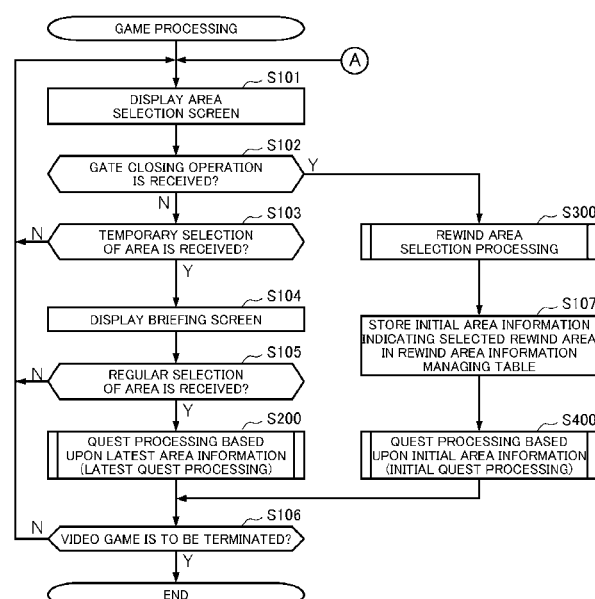 GAME PROCESSING
A
S101
DISPLAY AREA
SELECTION SCREEN
S102
GATE CLOSING OPERATION
IS RECEIVED?
Y
N
S103
TEMPORARY SELECTION
OF AREA IS RECEIVED?
N
Y
S300
REWIND AREA
SELECTION PROCESSING
S104
DISPLAY BRIEFING SCREEN
S107
STORE INITIAL AREA INFORMATION
INDICATING SELECTED REWIND AREA
IN REWIND AREA INFORMATION
MANAGING TABLE
S105
REGULAR SELECTION
OF AREA IS RECEIVED?
N
Y
S200
QUEST PROCESSING BASED
UPON LATEST AREA INFORMATION
(LATEST QUEST PROCESSING)
S400
QUEST PROCESSING BASED
UPON INITIAL AREA INFORMATION
(INITIAL QUEST PROCESSING)
S106
VIDEO GAME IS TO BE TERMINATED?
N
Y
END